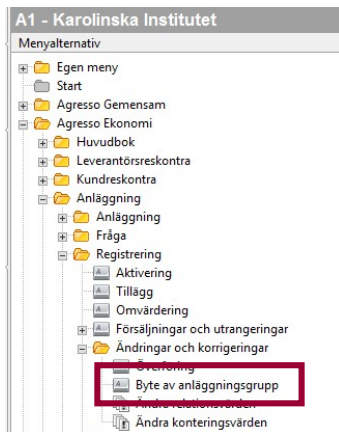 A1 - Karolinska Institutet
Menyalternativ
Egen meny
Start
Agresso Gemensam
Agresso Ekonomi
Huvudbok
Leverantörsreskontra
Kundreskontra
Anläggning
Anläggning
Fråga
Registrering
Aktivering
Tillägg
Omvärdering
Försäljningar och utrangeringar
Ändringar och korrigeringar
Överföring
Byte av anläggningsgrupp
Ändra relationsvärden
Ändra konteringsvärden